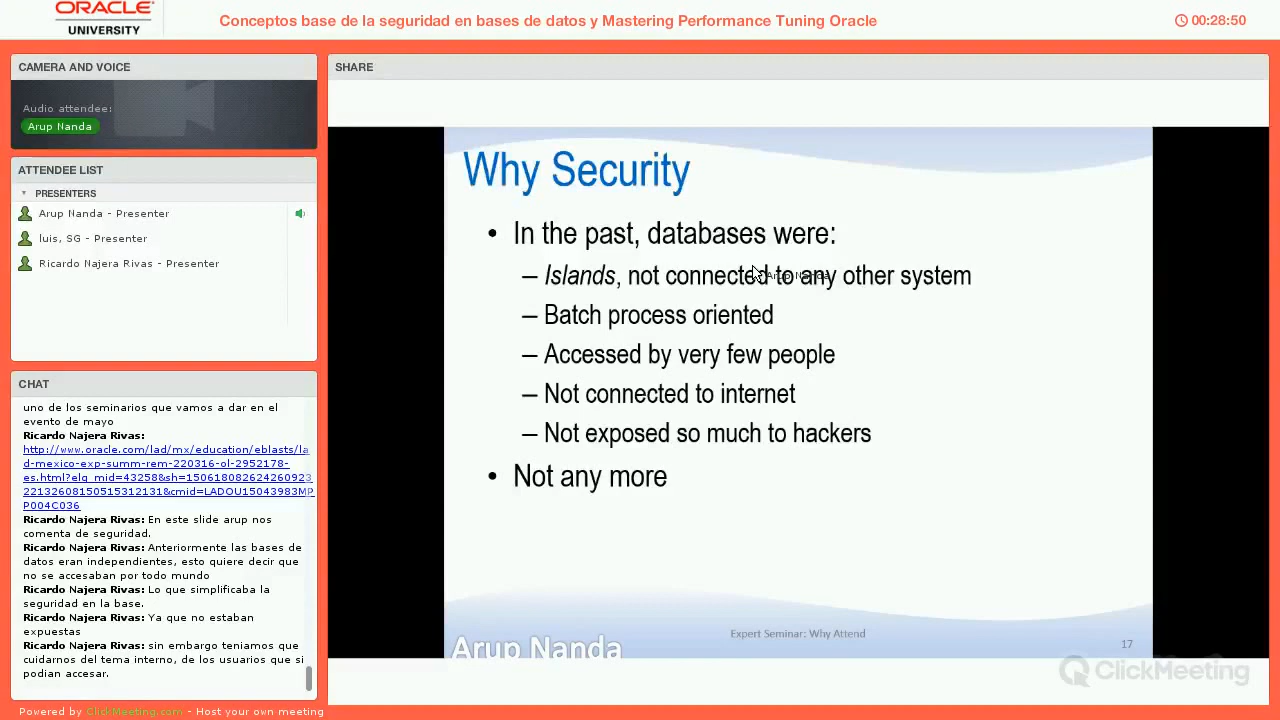 ORACLE
UNIVERSITY
Conceptos base de la seguridad en bases de datos y Mastering Performance Tuning Oracle
00:28:50
CAMERA AND VOICE
Audio attendee:
Arup Nanda
ATTENDEE LIST
PRESENTERS
Arup Nanda - Presenter
luis, SG - Presenter
Ricardo Najera Rivas - Presenter
CHAT
uno de los seminarios que vamos a dar en el
evento de mayo
Ricardo Najera Rivas:
http://www.oracle.com/lad/mx/education/eblasts/la
d-mexico-exp-summ-rem-220316-ol-2952178-
es.html?elq_mid=43258&sh=150618082624260923
22132608150515312131&cmid=LADOU15043983MP
P004C036
Ricardo Najera Rivas: En este slide arup nos
comenta de seguridad.
Ricardo Najera Rivas: Anteriormente las bases de
datos eran independientes, esto quiere decir que
no se accesaban por todo mundo
Ricardo Najera Rivas: Lo que simplificaba la
seguridad en la base.
Ricardo Najera Rivas: Ya que no estaban
expuestas
Ricardo Najera Rivas: sin embargo teniamos que
cuidarnos del tema interno, de los usuarios que si
podian accesar.
SHARE
Why Security
• In the past, databases were:
– Islands, not connected to any other system
Arup Nanda
– Batch process oriented
– Accessed by very few people
– Not connected to internet
– Not exposed so much to hackers
• Not any more
Arup Nanda
Expert Seminar: Why Attend
17
ClickMeeting
Powered by ClickMeeting.com - Host your own meeting